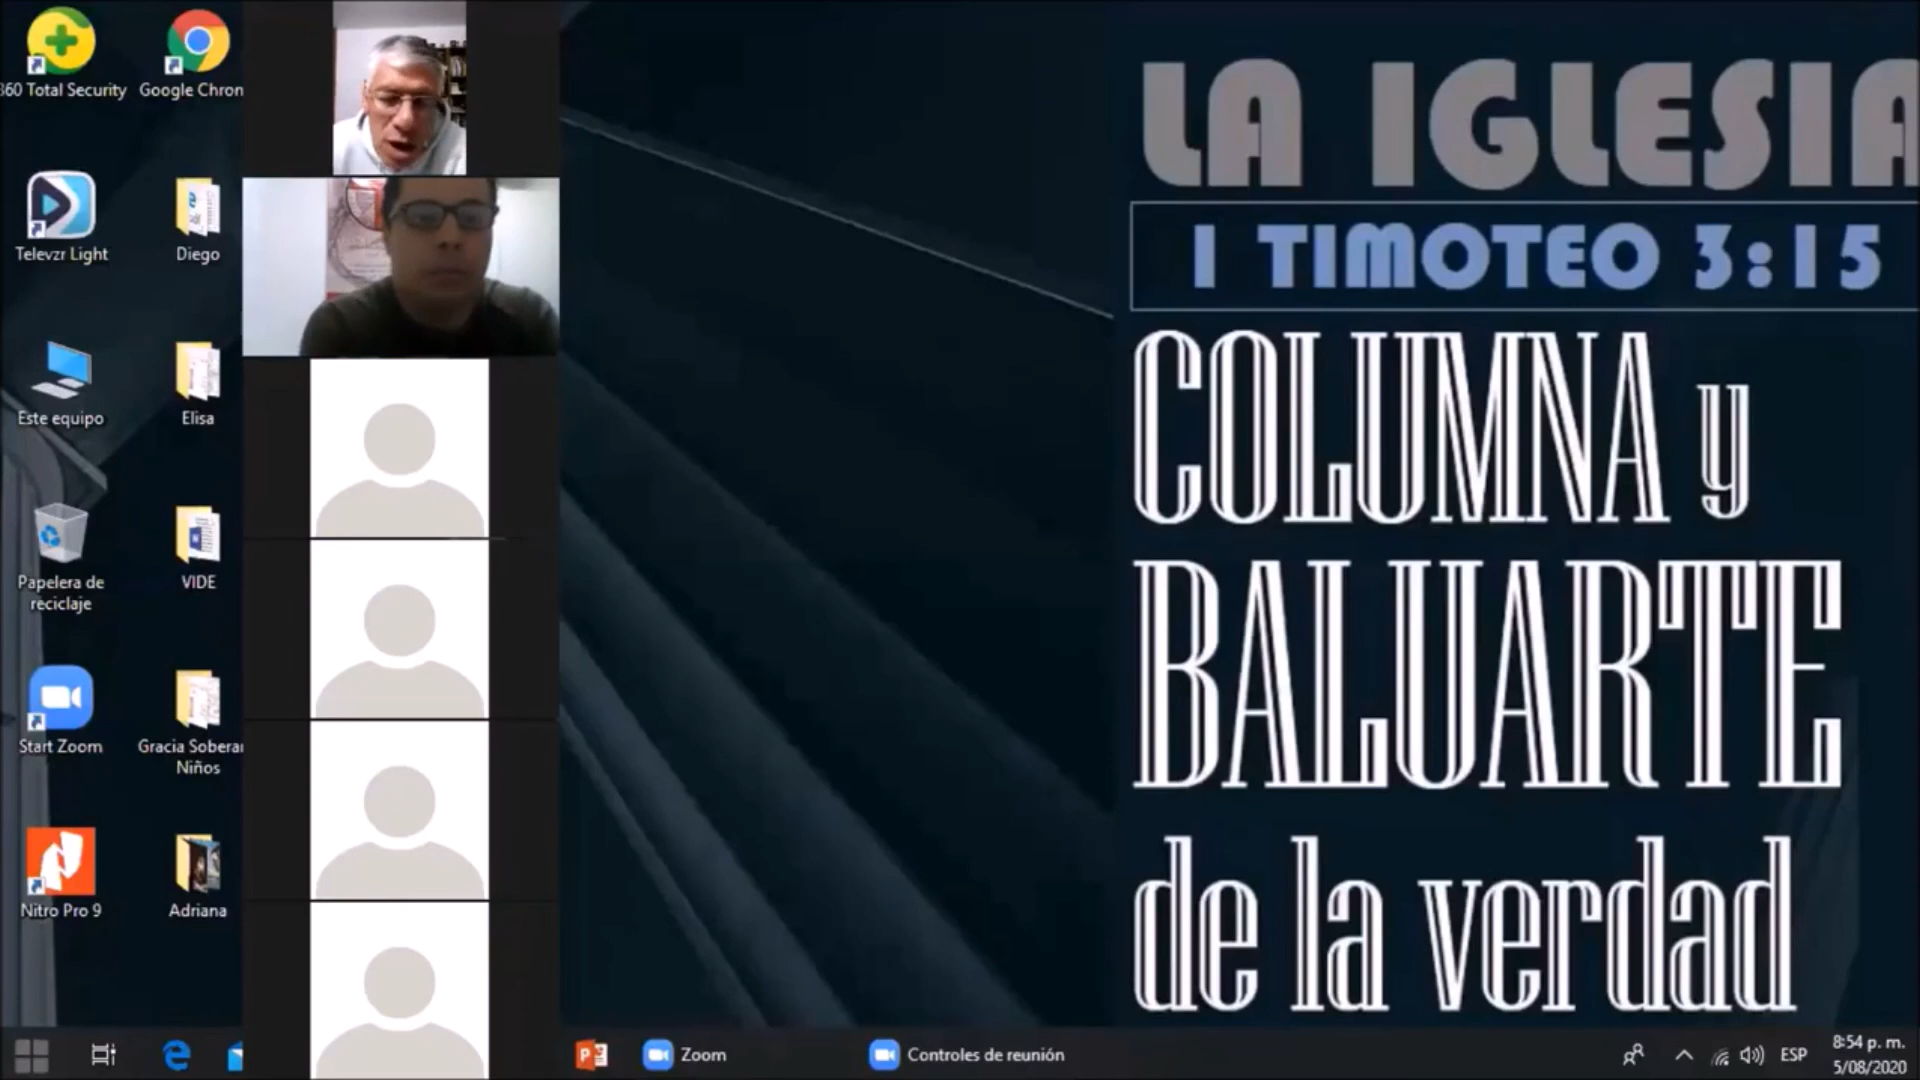 360 Total Security
Google Chron
Televzr Light
Diego
Este equipo
Elisa
Papelera de
reciclaje
VIDE
Start Zoom
Gracia Soberan
Niños
Nitro Pro 9
Adriana
LA IGLESIA
1 TIMOTEO 3:15
COLUMNA y
BALUARTE
de la verdad
Zoom
Controles de reunión
ESP
8:54 p. m.
5/08/2020